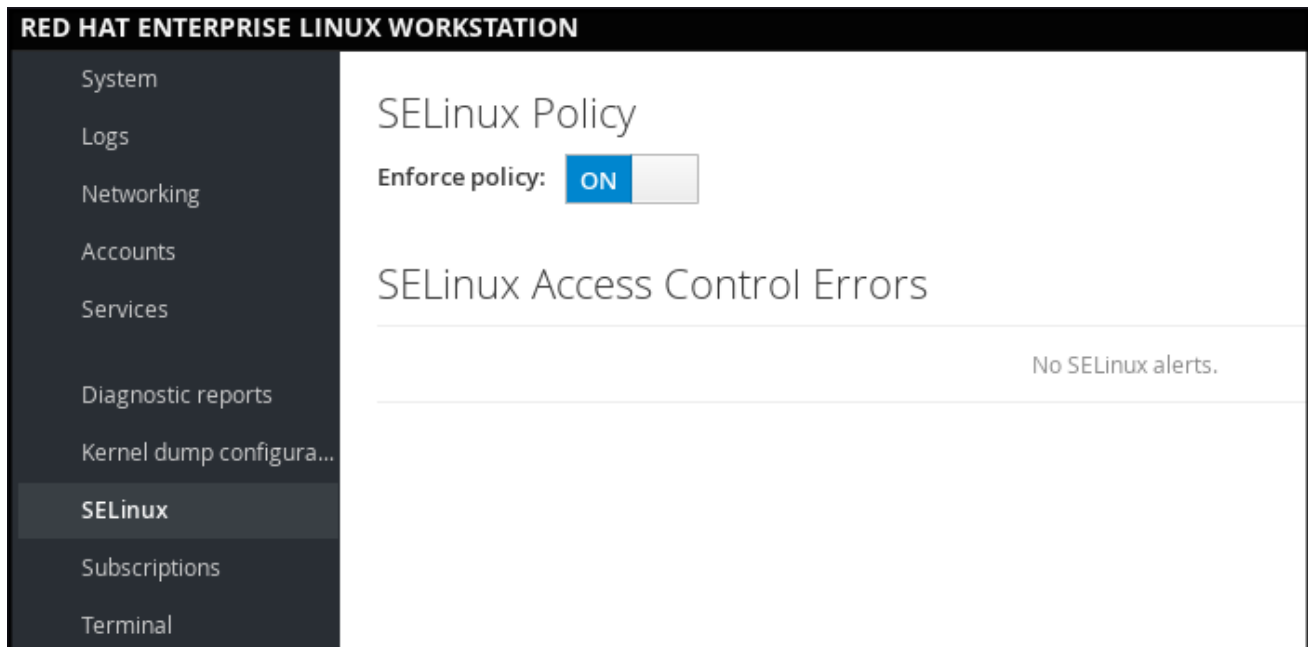 RED HAT ENTERPRISE LINUX WORKSTATION
System
Logs
Networking
Accounts
Services
Diagnostic reports
Kernel dump configura...
SELinux
Subscriptions
Terminal
SELinux Policy
Enforce policy: ON
SELinux Access Control Errors
No SELinux alerts.